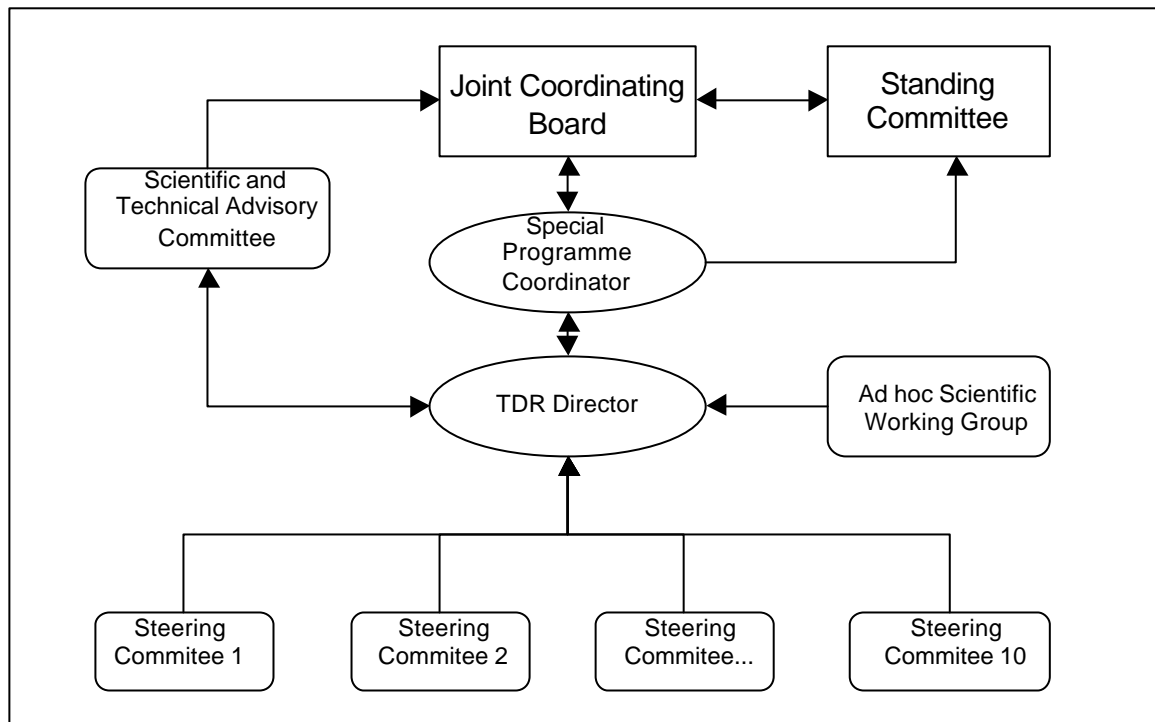 Joint Coordinating
Board
Standing
Committee
Scientific and
Technical Advisory
Committee
Special
Programme
Coordinator
TDR Director
Ad hoc Scientific
Working Group
Steering
Commitee 1
Steering
Commitee 2
Steering
Commitee...
Steering
Commitee 10